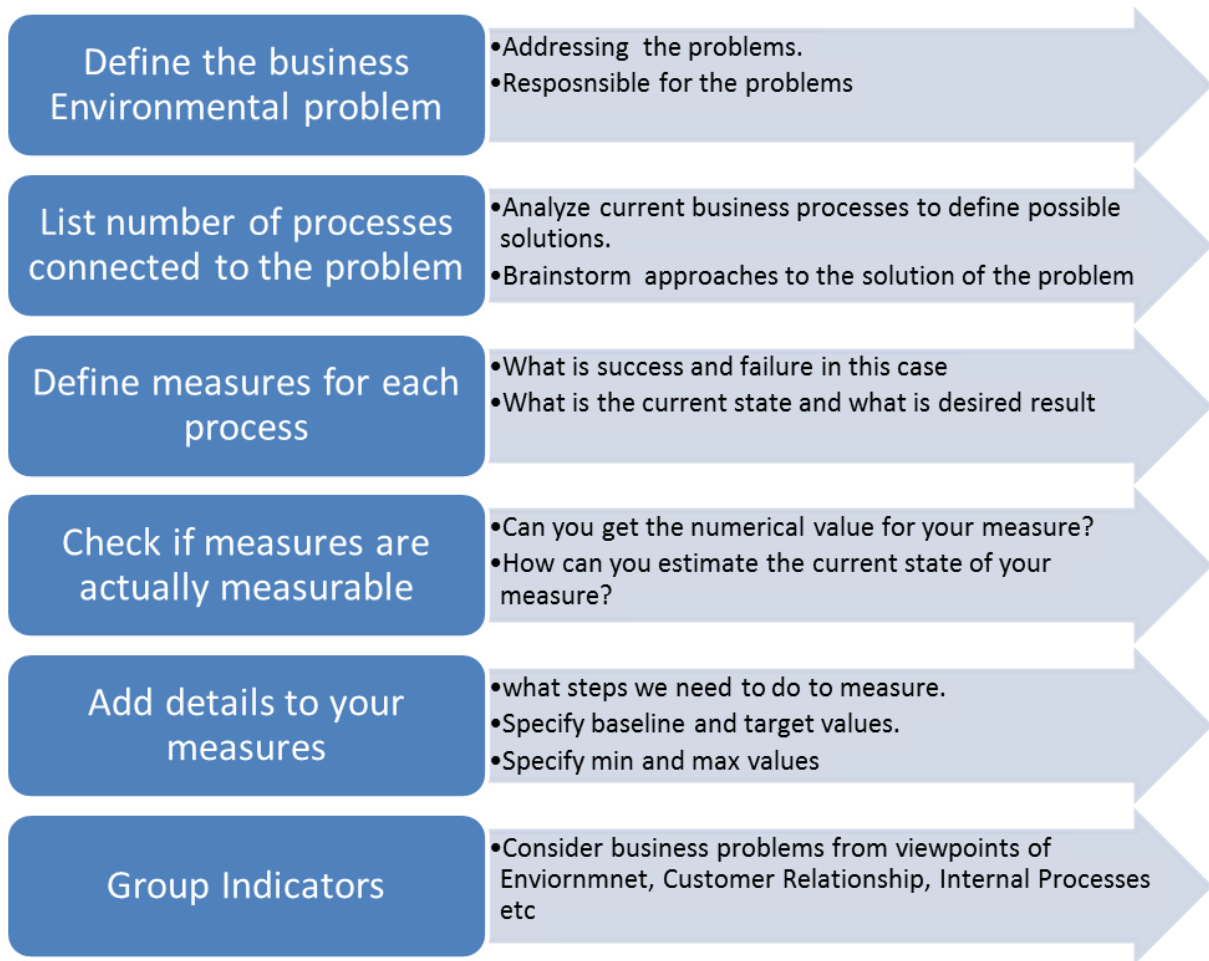 Define the business
Environmental problem
•Addressing the problems.
•Resposnsible for the problems
List number of processes
connected to the problem
•Analyze current business processes to define possible
solutions.
•Brainstorm approaches to the solution of the problem
Define measures for each
process
•What is success and failure in this case
•What is the current state and what is desired result
Check if measures are
actually measurable
•Can you get the numerical value for your measure?
•How can you estimate the current state of your
measure?
Add details to your
measures
•what steps we need to do to measure.
•Specify baseline and target values.
•Specify min and max values
Group Indicators
•Consider business problems from viewpoints of
Enviornmnet, Customer Relationship, Internal Processes
etc